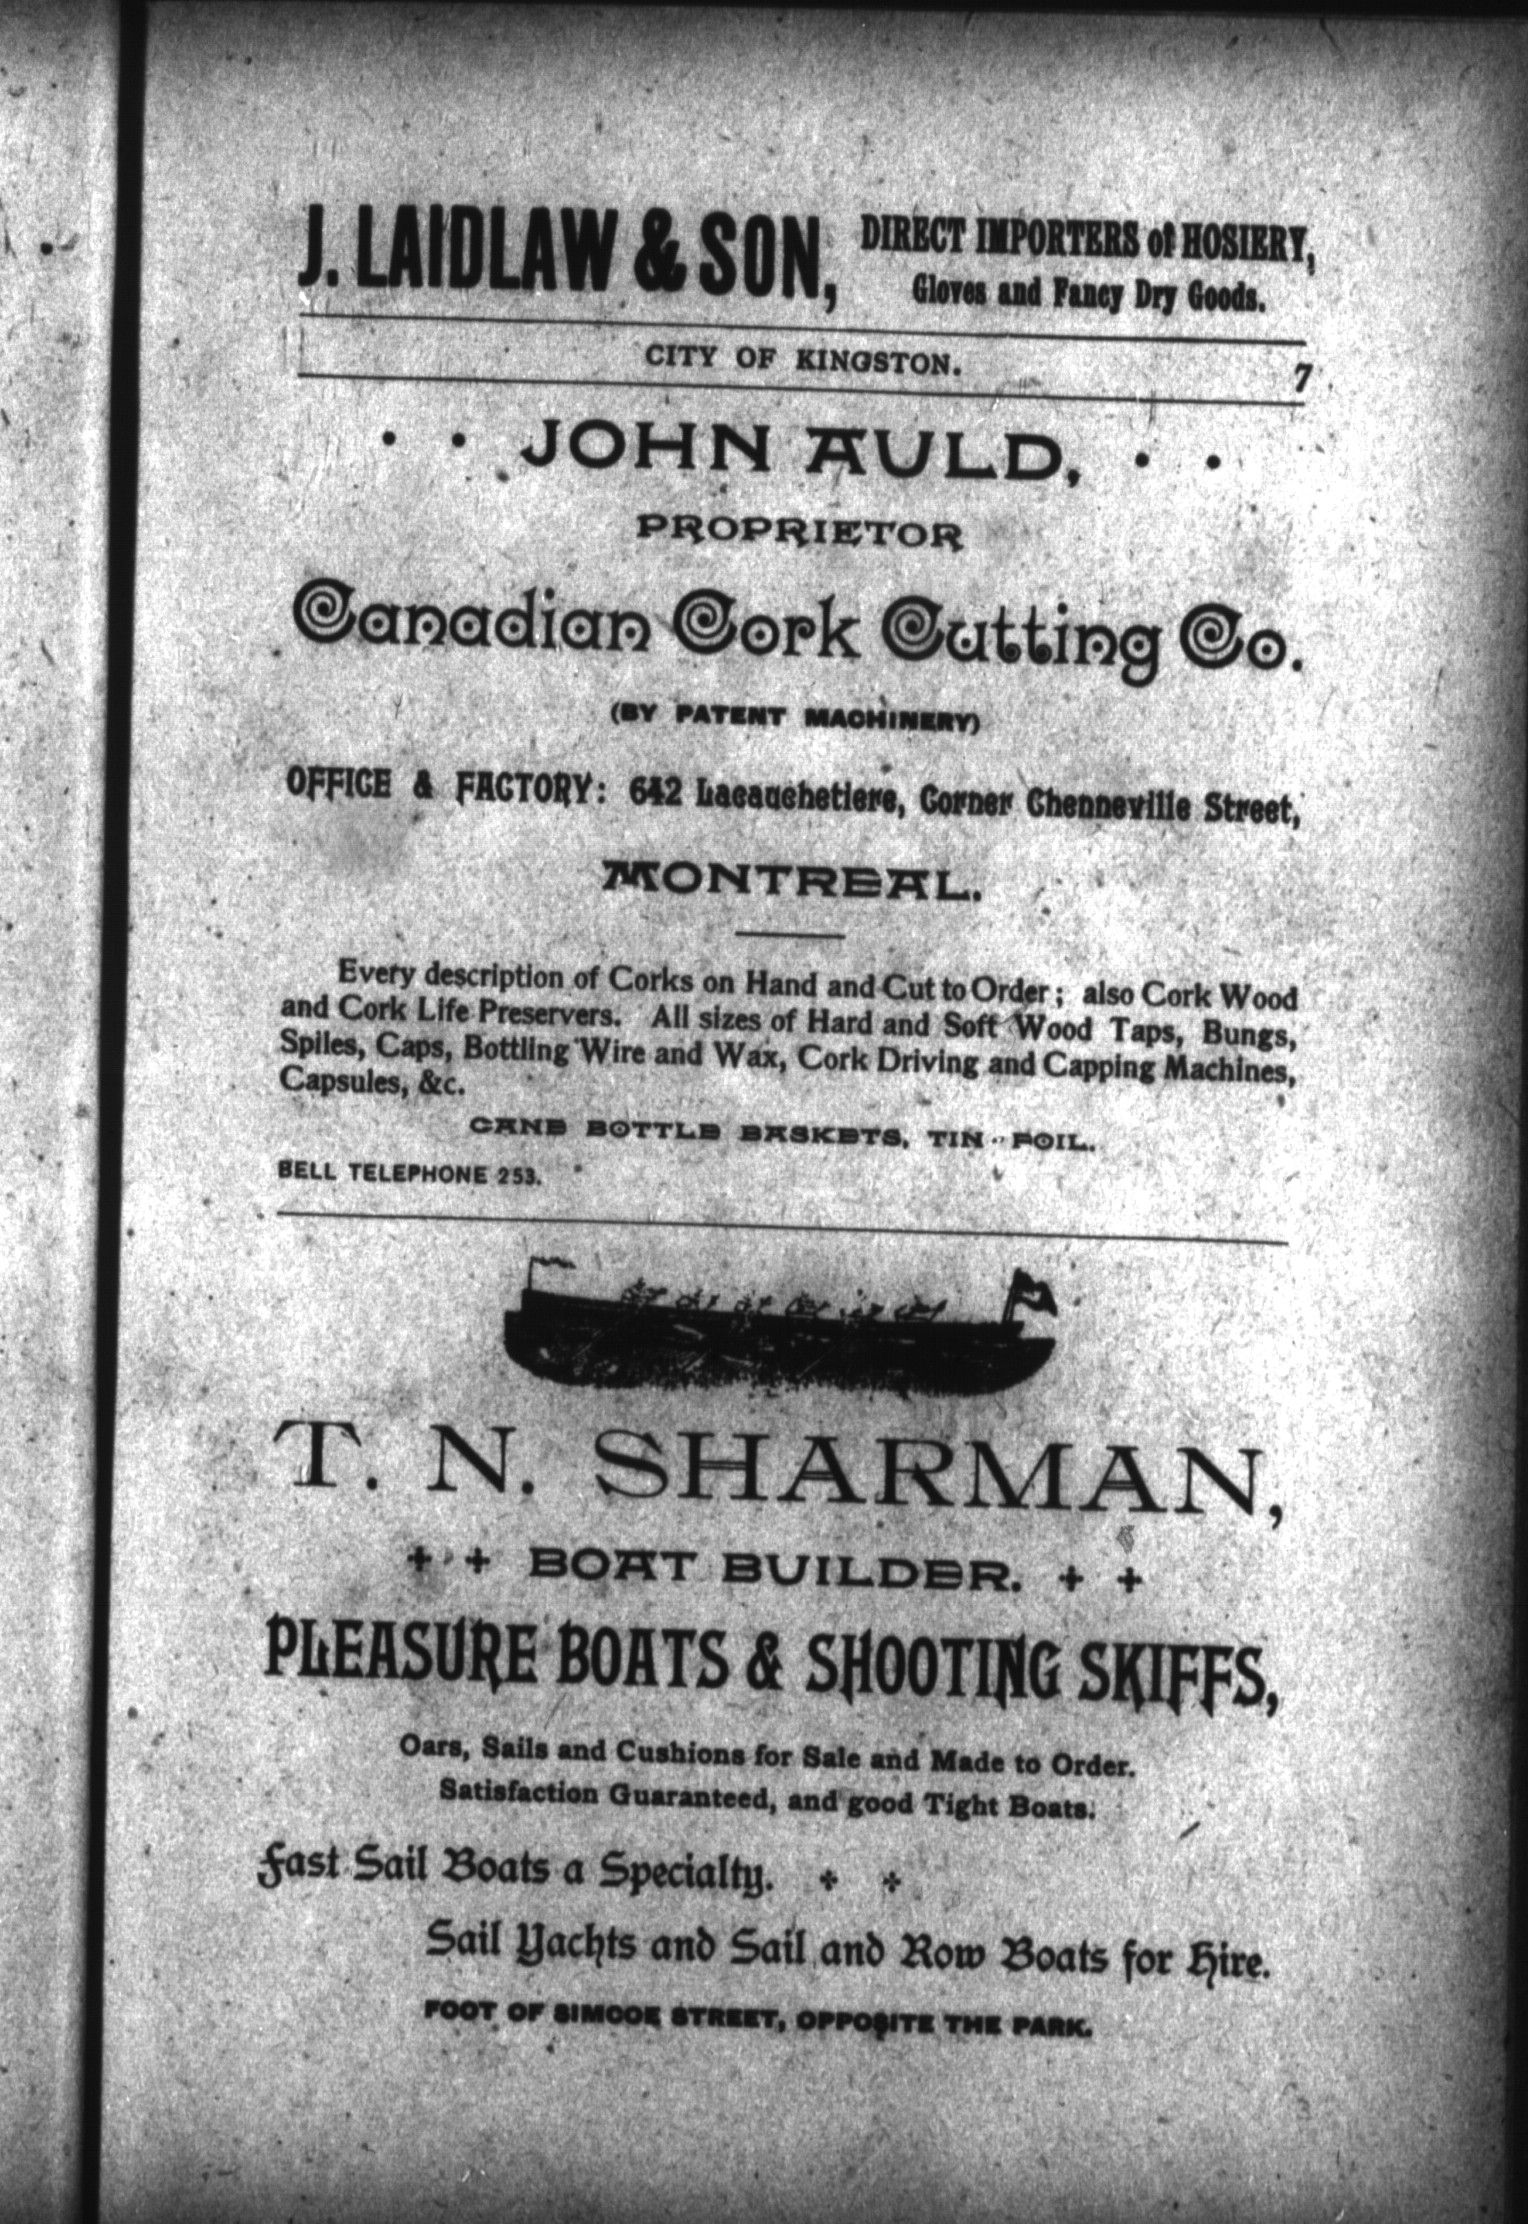 J. LAIDLAW & SON, DIRECT IMPORTERS of HOSIERY,
Gloves and Fancy Dry Goods.
CITY OF KINGSTON. 7
JOHN AULD,
PROPRIETOR
Canadian Cork Cutting Co.
(BY PATENT MACHINERY)
OFFICE & FACTORY: 642 Lacauchetiere, Corner Chenneville Street,
MONTREAL.
Every description of Corks on Hand and Cut to Order; also Cork Wood
and Cork Life Preservers. All sizes of Hard and Soft Wood Taps, Bungs,
Spiles, Caps, Bottling Wire and Wax, Cork Driving and Capping Machines,
Capsules, &c.
CANE BOTTLE BASKETS, TIN FOIL.
BELL TELEPHONE 253.
T. N. SHARMAN,
BOAT BUILDER.
PLEASURE BOATS & SHOOTING SKIFFS,
Oars, Sails and Cushions for Sale and Made to Order.
Satisfaction Guaranteed, and good Tight Boats.
Fast Sail Boats a Specialty.
Sail Yachts and Sail and Row Boats for Hire.
FOOT OF SIMCOE STREET, OPPOSITE THE PARK.